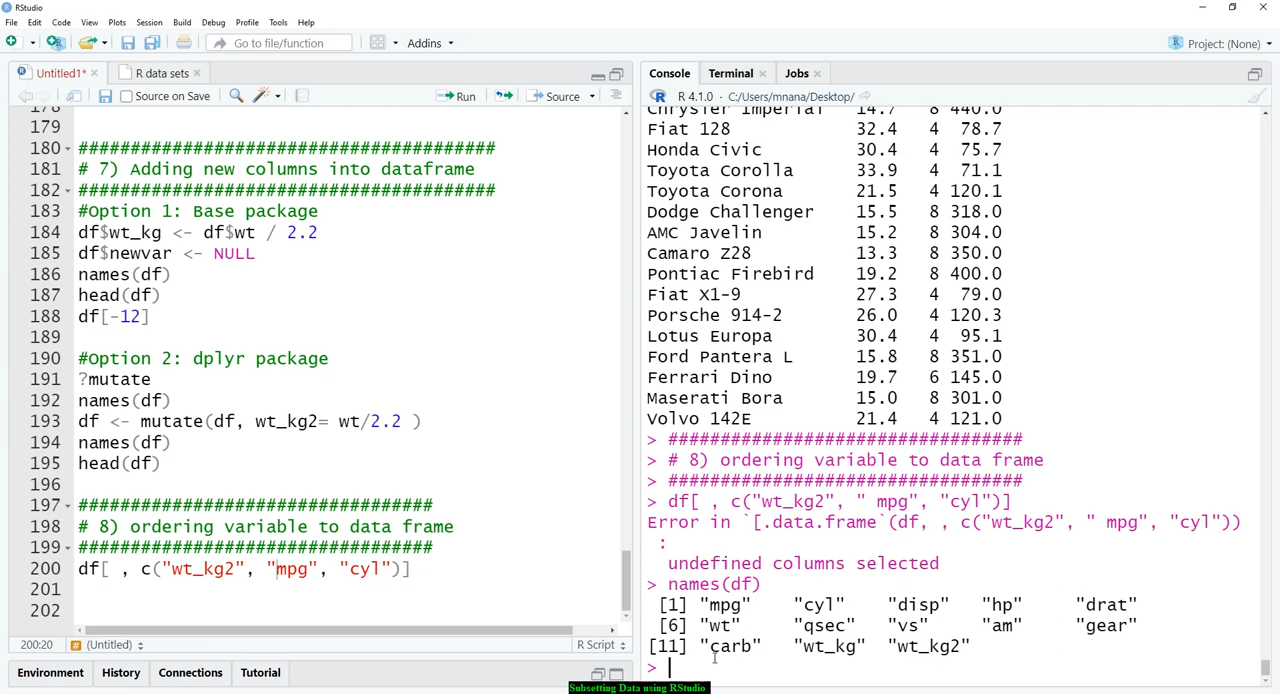 RStudio
File Edit Code View Plots Session Build Debug Profile Tools Help
Go to file/function Addins Project: (None)
Untitled1* R data sets
Source on Save Run Source
179
180 ########################################
181 # 7) Adding new columns into dataframe
182 ########################################
183 #Option 1: Base package
184 df$wt_kg <- df$wt / 2.2
185 df$newvar <- NULL
186 names(df)
187 head(df)
188 df[-12]
189
190 #Option 2: dplyr package
191 ?mutate
192 names(df)
193 df <- mutate(df, wt_kg2= wt/2.2 )
194 names(df)
195 head(df)
196
197 ##################################
198 # 8) ordering variable to data frame
199 ##################################
200 df[ , c("wt_kg2", "mpg", "cyl")]
201
202
200:20 (Untitled) R Script
Environment History Connections Tutorial
Console Terminal Jobs
R 4.1.0 · C:/Users/mnana/Desktop/
Chrysler Imperial 14.7 8 440.0
Fiat 128 32.4 4 78.7
Honda Civic 30.4 4 75.7
Toyota Corolla 33.9 4 71.1
Toyota Corona 21.5 4 120.1
Dodge Challenger 15.5 8 318.0
AMC Javelin 15.2 8 304.0
Camaro Z28 13.3 8 350.0
Pontiac Firebird 19.2 8 400.0
Fiat X1-9 27.3 4 79.0
Porsche 914-2 26.0 4 120.3
Lotus Europa 30.4 4 95.1
Ford Pantera L 15.8 8 351.0
Ferrari Dino 19.7 6 145.0
Maserati Bora 15.0 8 301.0
Volvo 142E 21.4 4 121.0
> ##################################
> # 8) ordering variable to data frame
> ##################################
> df[ , c("wt_kg2", " mpg", "cyl")]
Error in `[.data.frame`(df, , c("wt_kg2", " mpg", "cyl"))
:
undefined columns selected
> names(df)
[1] "mpg" "cyl" "disp" "hp" "drat"
[6] "wt" "qsec" "vs" "am" "gear"
[11] "carb" "wt_kg" "wt_kg2"
>
Subsetting Data using RStudio